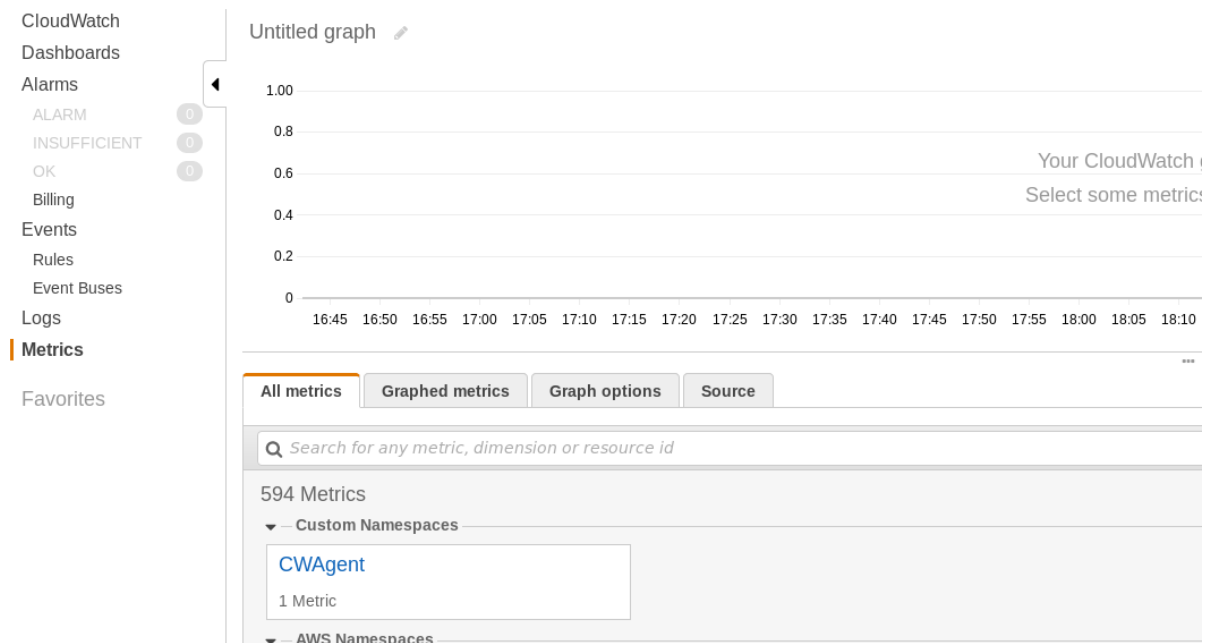 CloudWatch
Dashboards
Alarms
ALARM 0
INSUFFICIENT 0
OK 0
Billing
Events
Rules
Event Buses
Logs
Metrics
Favorites
Untitled graph
1.00
0.8
0.6
0.4
0.2
0
Your CloudWatch
Select some metrics
16:45 16:50 16:55 17:00 17:05 17:10 17:15 17:20 17:25 17:30 17:35 17:40 17:45 17:50 17:55 18:00 18:05 18:10
All metrics Graphed metrics Graph options Source
Search for any metric, dimension or resource id
594 Metrics
Custom Namespaces
CWAgent
1 Metric
AWS Namespaces